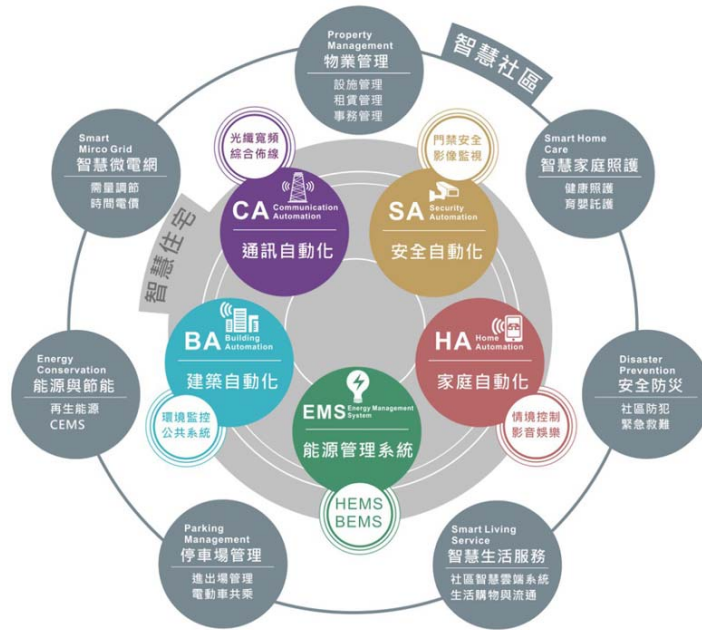 Property
Management
物業管理
設施管理
租賃管理
事務管理
智慧社區
Smart
Mirco Grid
智慧微電網
需量調節
時間電價
光纖寬頻
綜合佈線
門禁安全
影像監視
Smart Home
Care
智慧家庭照護
健康照護
育嬰託護
CA Communication
Automation
通訊自動化
SA Security
Automation
安全自動化
智慧住宅
BA Building
Automation
建築自動化
HA Home
Automation
家庭自動化
Energy
Conservation
能源與節能
再生能源
CEMS
環境監控
公共系統
EMS Energy Management
System
能源管理系統
情境控制
影音娛樂
Disaster
Prevention
安全防災
社區防犯
緊急救難
HEMS
BEMS
Parking
Management
停車場管理
進出場管理
電動車共乘
Smart Living
Service
智慧生活服務
社區智慧雲端系統
生活購物與流通